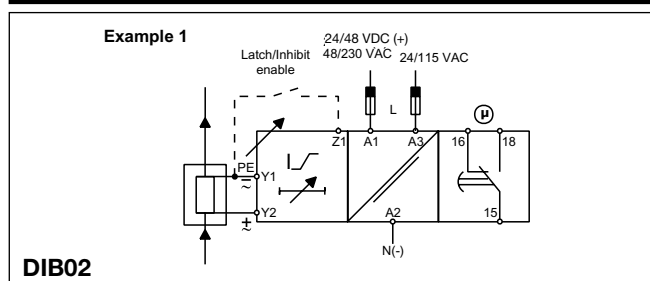 Example 1
24/48 VDC (+)
48/230 VAC
24/115 VAC
Latch/Inhibit
enable
L
μ
Z1
A1
A3
16
18
PE
Y1
Y2
A2
15
N(-)
DIB02